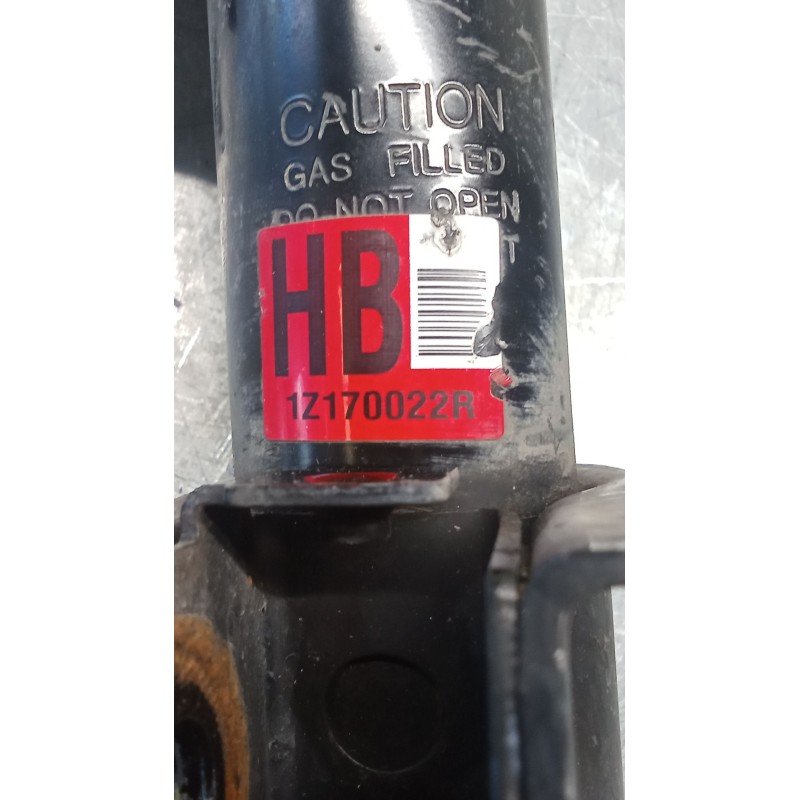 CAUTION
GAS FILLED
DO NOT OPEN
HB
1Z170022R